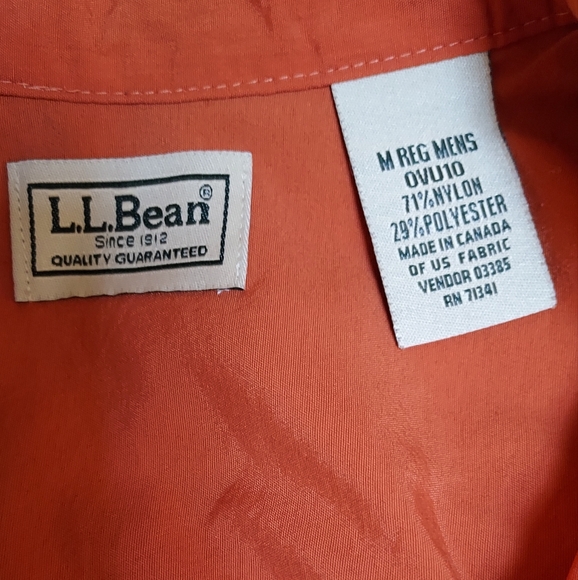 L.L.Bean®
Since 1912
QUALITY GUARANTEED
M REG MENS
0VU10
71%NYLON
29%POLYESTER
MADE IN CANADA
OF US FABRIC
VENDOR 03385
RN 71341